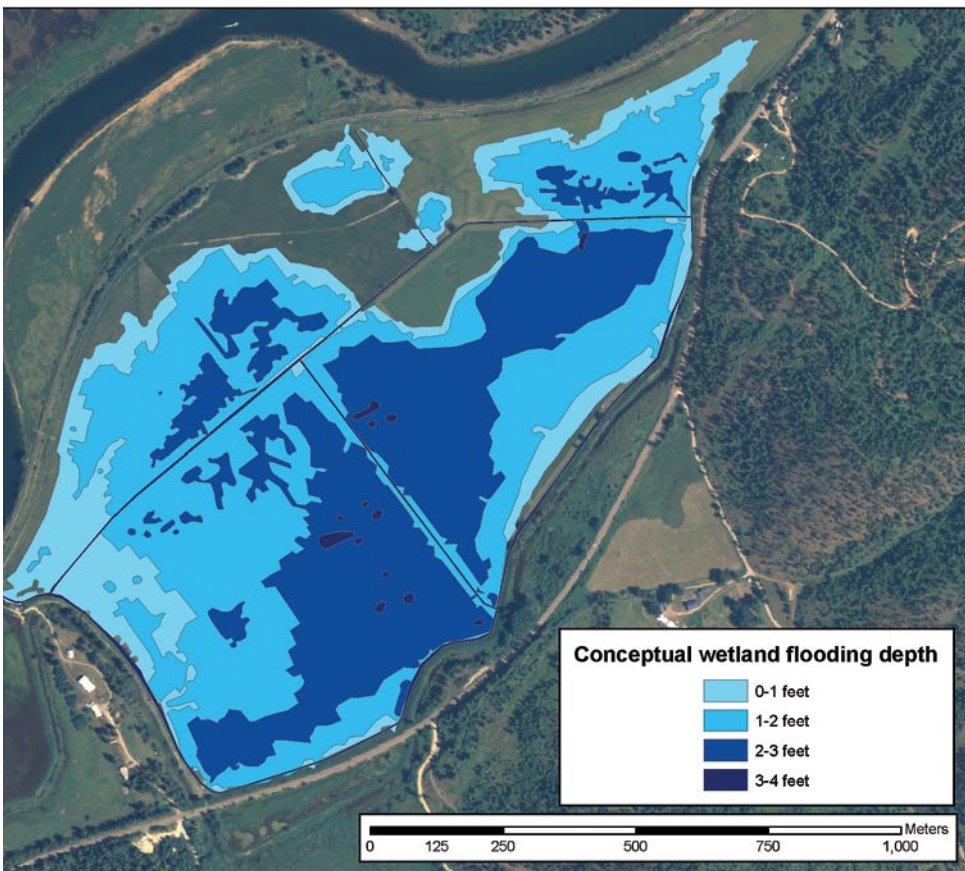 Conceptual wetland flooding depth
0-1 feet
1-2 feet
2-3 feet
3-4 feet
Meters
0 125 250 500 750 1,000